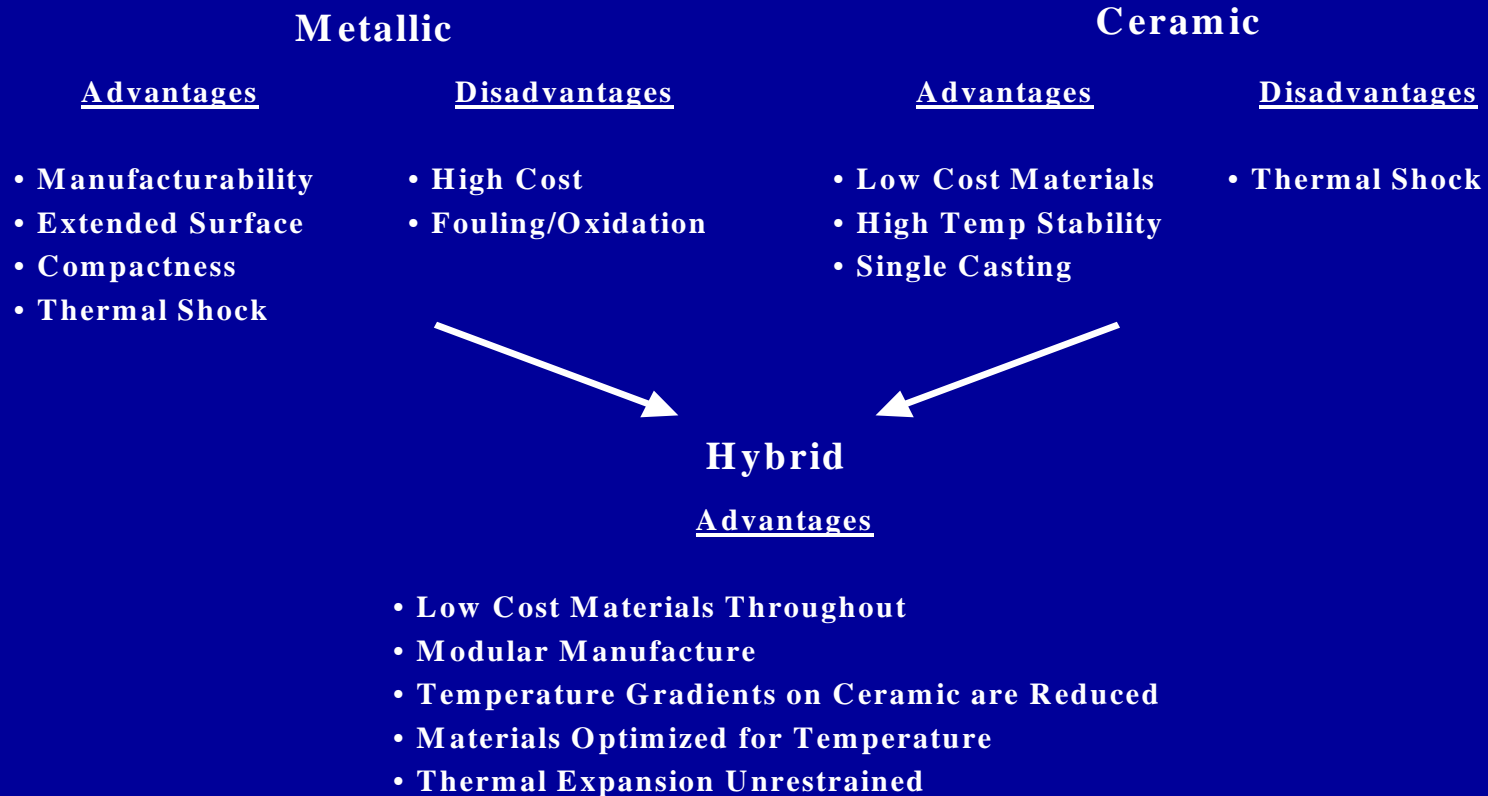 Metallic
Advantages
• Manufacturability
• Extended Surface
• Compactness
• Thermal Shock
Disadvantages
• High Cost
• Fouling/Oxidation
Ceramic
Advantages
• Low Cost Materials
• High Temp Stability
• Single Casting
Disadvantages
• Thermal Shock
Hybrid
Advantages
• Low Cost Materials Throughout
• Modular Manufacture
• Temperature Gradients on Ceramic are Reduced
• Materials Optimized for Temperature
• Thermal Expansion Unrestrained